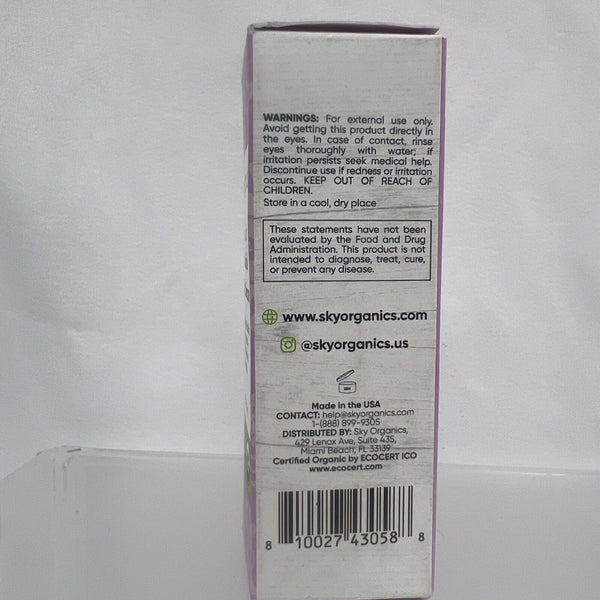 WARNINGS: For external use only.
Avoid getting this product directly in
the eyes. In case of contact, rinse
eyes thoroughly with water; if
irritation persists seek medical help.
Discontinue use if redness or irritation
occurs. KEEP OUT OF REACH OF
CHILDREN.
Store in a cool, dry place
These statements have not been
evaluated by the Food and Drug
Administration. This product is not
intended to diagnose, treat, cure,
or prevent any disease.
www.skyorganics.com
@skyorganics.us
Made in the USA
CONTACT: help@skyorganics.com
1-(888) 899-9305
DISTRIBUTED BY: Sky Organics,
429 Lenox Ave, Suite 435,
Miami Beach, FL 33139
Certified Organic by ECOCERT ICO
www.ecocert.com
8 10027 43058 8